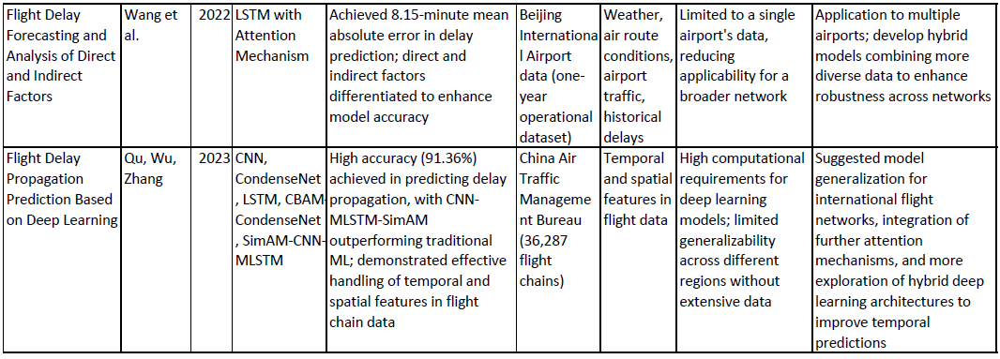 Flight Delay
Forecasting and
Analysis of Direct
and Indirect
Factors
Wang et
al.
2022
LSTM with
Attention
Mechanism
Achieved 8.15-minute mean
absolute error in delay
prediction; direct and
indirect factors
differentiated to enhance
model accuracy
Beijing
Internationa
l Airport
data (one-
year
operational
dataset)
Weather,
air route
conditions,
airport
traffic,
historical
delays
Limited to a single
airport's data,
reducing
applicability for a
broader network
Application to multiple
airports; develop hybrid
models combining more
diverse data to enhance
robustness across networks
Flight Delay
Propagation
Prediction Based
on Deep Learning
Qu, Wu,
Zhang
2023
CNN,
CondenseNet
, LSTM, CBAM-
CondenseNet
, SimAM-CNN-
MLSTM
High accuracy (91.36%)
achieved in predicting delay
propagation, with CNN-
MLSTM-SimAM
outperforming traditional
ML; demonstrated effective
handling of temporal and
spatial features in flight
chain data
China Air
Traffic
Manageme
nt Bureau
(36,287
flight
chains)
Temporal
and spatial
features in
flight data
High computational
requirements for
deep learning
models; limited
generalizability
across different
regions without
extensive data
Suggested model
generalization for
international flight
networks, integration of
further attention
mechanisms, and more
exploration of hybrid deep
learning architectures to
improve temporal
predictions